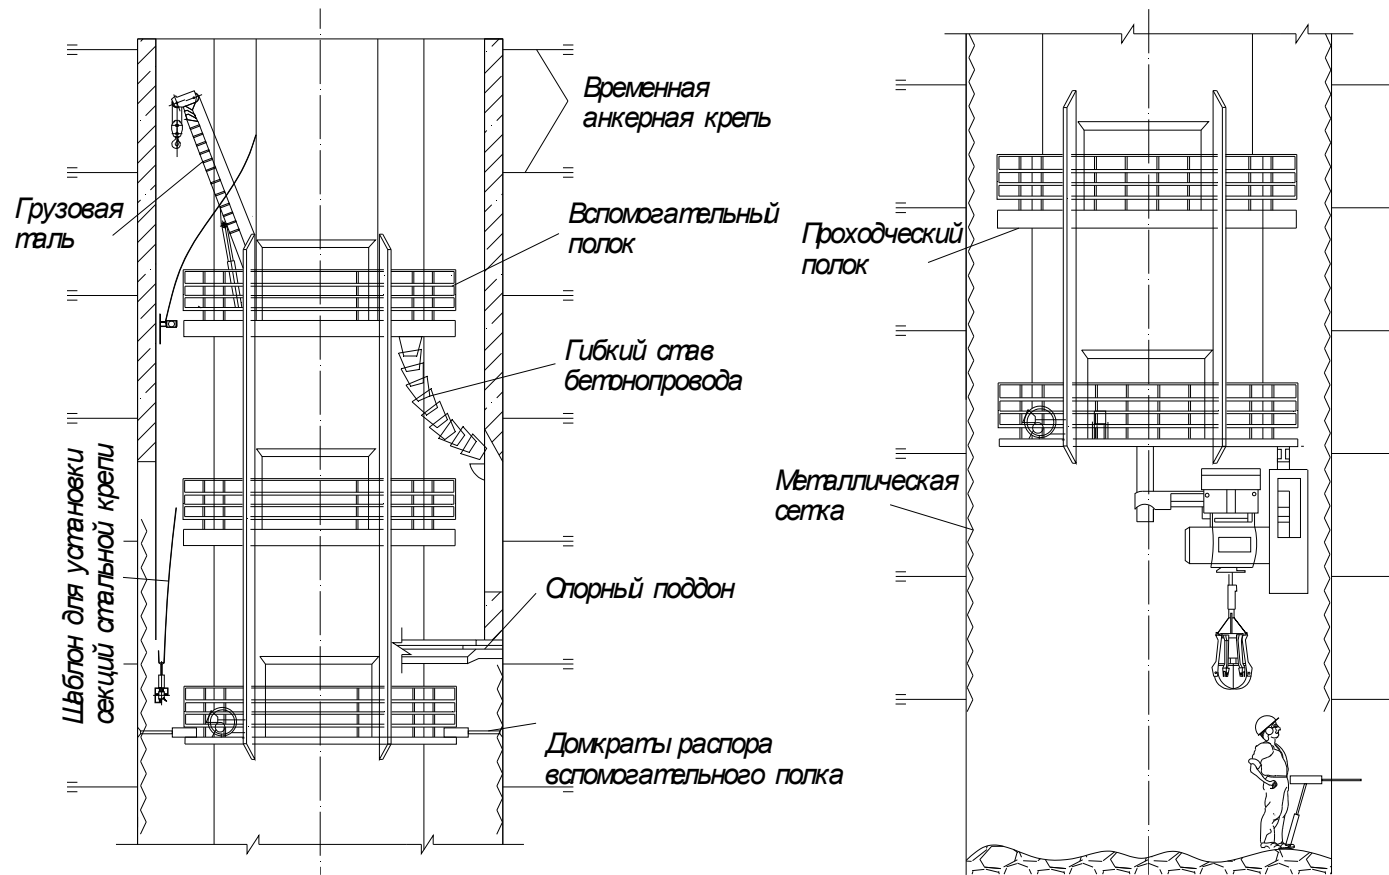 Временная
анкерная крепь
Грузовая
таль
Вспомогательный
полок
Гибкий став
бетонопровода
Шаблон для установки
секций стальной крепи
Опорный поддон
Домкраты распора
вспомогательного полка
Проходческий
полок
Металлическая
сетка